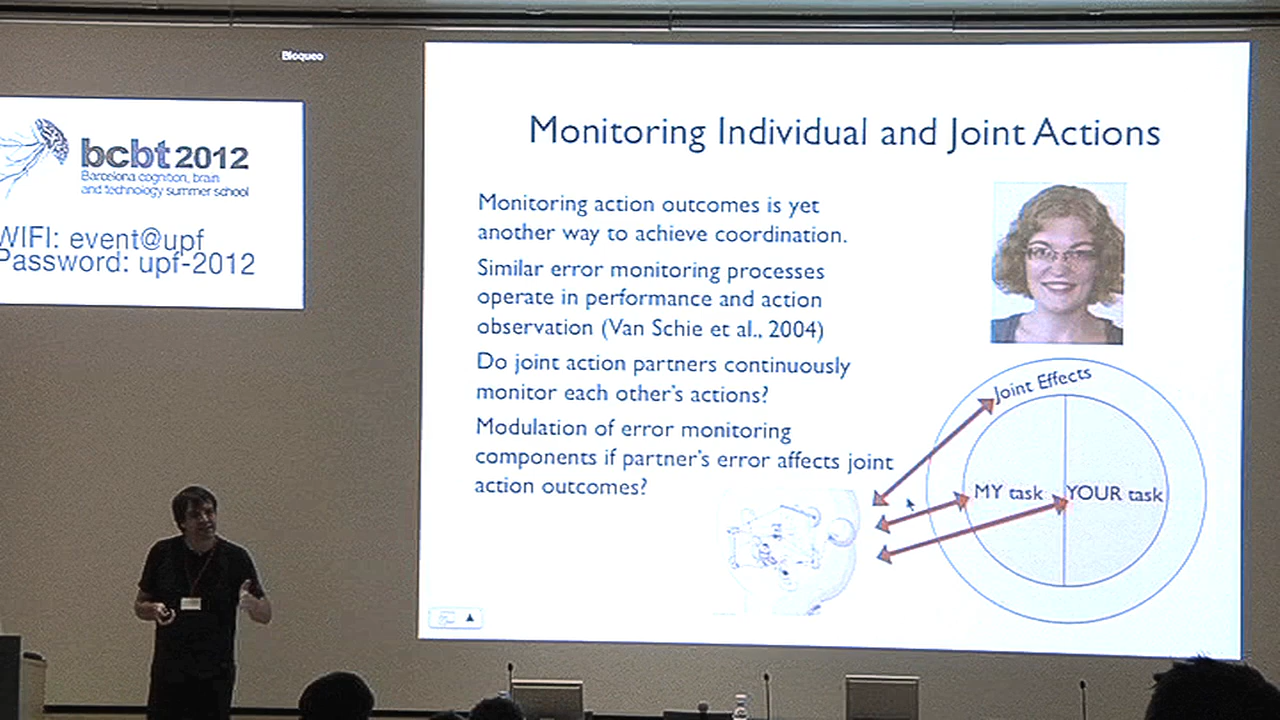 Bloqueo
bcbt 2012
Barcelona cognition, brain
and technology summer school
WIFI: event@upf
Password: upf-2012
Monitoring Individual and Joint Actions
Monitoring action outcomes is yet
another way to achieve coordination.
Similar error monitoring processes
operate in performance and action
observation (Van Schie et al., 2004)
Do joint action partners continuously
monitor each other's actions?
Modulation of error monitoring
components if partner's error affects joint
action outcomes?
Joint Effects
MY task
YOUR task